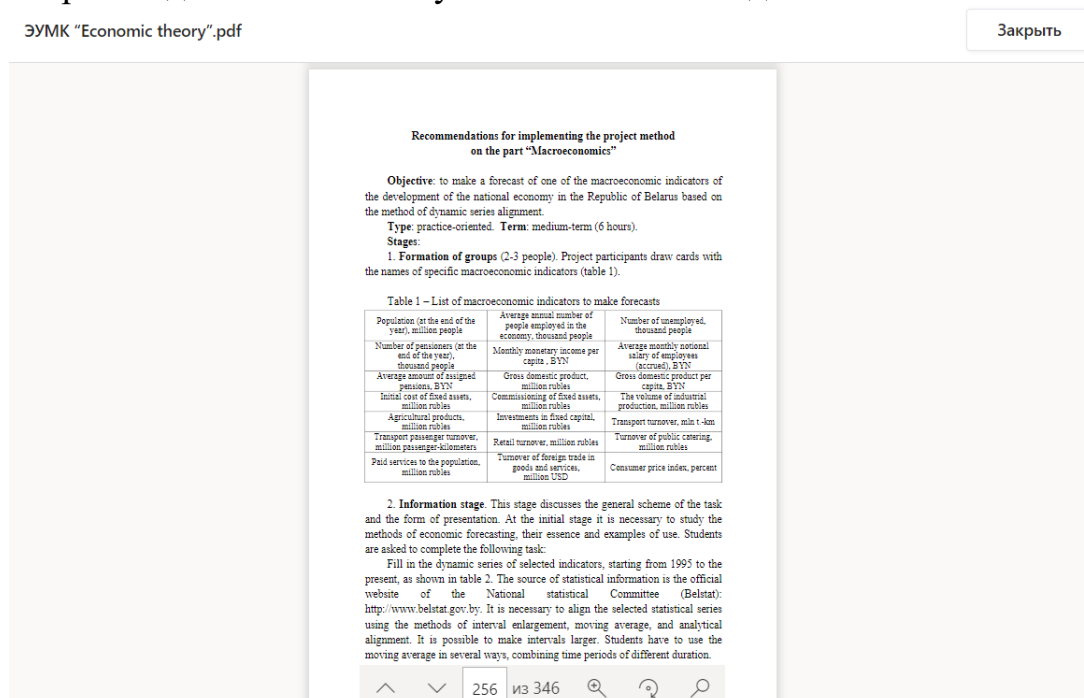 ЭУМК “Economic theory”.pdf
Закрыть
Recommendations for implementing the project method
on the part “Macroeconomics”
Objective: to make a forecast of one of the macroeconomic indicators of
the development of the national economy in the Republic of Belarus based on
the method of dynamic series alignment.
Type: practice-oriented. Term: medium-term (6 hours).
Stages:
1. Formation of groups (2-3 people). Project participants draw cards with
the names of specific macroeconomic indicators (table 1).
Table 1 – List of macroeconomic indicators to make forecasts
Population (at the end of the
year), million people
Average annual number of
people employed in the
economy, thousand people
Number of unemployed,
thousand people
Number of pensioners (at the
end of the year),
thousand people
Monthly monetary income per
capita , BYN
Average monthly notional
salary of employees
(accrued), BYN
Average amount of assigned
pensions, BYN
Gross domestic product,
million rubles
Gross domestic product per
capita, BYN
Initial cost of fixed assets,
million rubles
Commissioning of fixed assets,
million rubles
The volume of industrial
production, million rubles
Agricultural products,
million rubles
Investments in fixed capital,
million rubles
Transport turnover, mln t.-km
Transport passenger turnover,
million passenger-kilometers
Retail turnover, million rubles
Turnover of public catering,
million rubles
Paid services to the population,
million rubles
Turnover of foreign trade in
goods and services,
million USD
Consumer price index, percent
2. Information stage. This stage discusses the general scheme of the task
and the form of presentation. At the initial stage it is necessary to study the
methods of economic forecasting, their essence and examples of use. Students
are asked to complete the following task:
Fill in the dynamic series of selected indicators, starting from 1995 to the
present, as shown in table 2. The source of statistical information is the official
website of the National statistical Committee (Belstat):
http://www.belstat.gov.by. It is necessary to align the selected statistical series
using the methods of interval enlargement, moving average, and analytical
alignment. It is possible to make intervals larger. Students have to use the
moving average in several ways, combining time periods of different duration.
256 из 346